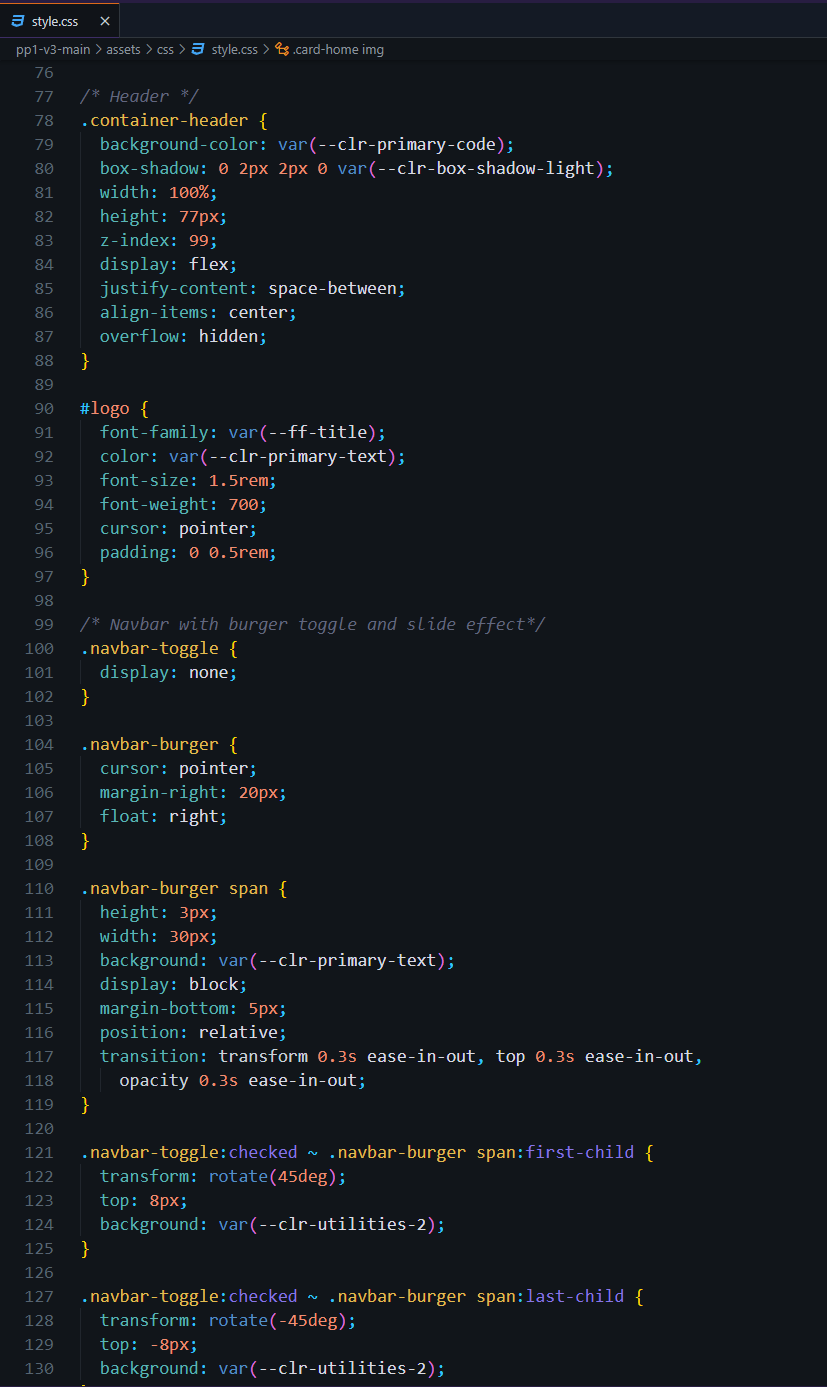 style.css
pp1-v3-main > assets > css > style.css > .card-home img
76
77 /* Header */
78 .container-header {
79   background-color: var(--clr-primary-code);
80   box-shadow: 0 2px 2px 0 var(--clr-box-shadow-light);
81   width: 100%;
82   height: 77px;
83   z-index: 99;
84   display: flex;
85   justify-content: space-between;
86   align-items: center;
87   overflow: hidden;
88 }
89
90 #logo {
91   font-family: var(--ff-title);
92   color: var(--clr-primary-text);
93   font-size: 1.5rem;
94   font-weight: 700;
95   cursor: pointer;
96   padding: 0 0.5rem;
97 }
98
99 /* Navbar with burger toggle and slide effect*/
100 .navbar-toggle {
101   display: none;
102 }
103
104 .navbar-burger {
105   cursor: pointer;
106   margin-right: 20px;
107   float: right;
108 }
109
110 .navbar-burger span {
111   height: 3px;
112   width: 30px;
113   background: var(--clr-primary-text);
114   display: block;
115   margin-bottom: 5px;
116   position: relative;
117   transition: transform 0.3s ease-in-out, top 0.3s ease-in-out,
118     opacity 0.3s ease-in-out;
119 }
120
121 .navbar-toggle:checked ~ .navbar-burger span:first-child {
122   transform: rotate(45deg);
123   top: 8px;
124   background: var(--clr-utilities-2);
125 }
126
127 .navbar-toggle:checked ~ .navbar-burger span:last-child {
128   transform: rotate(-45deg);
129   top: -8px;
130   background: var(--clr-utilities-2);